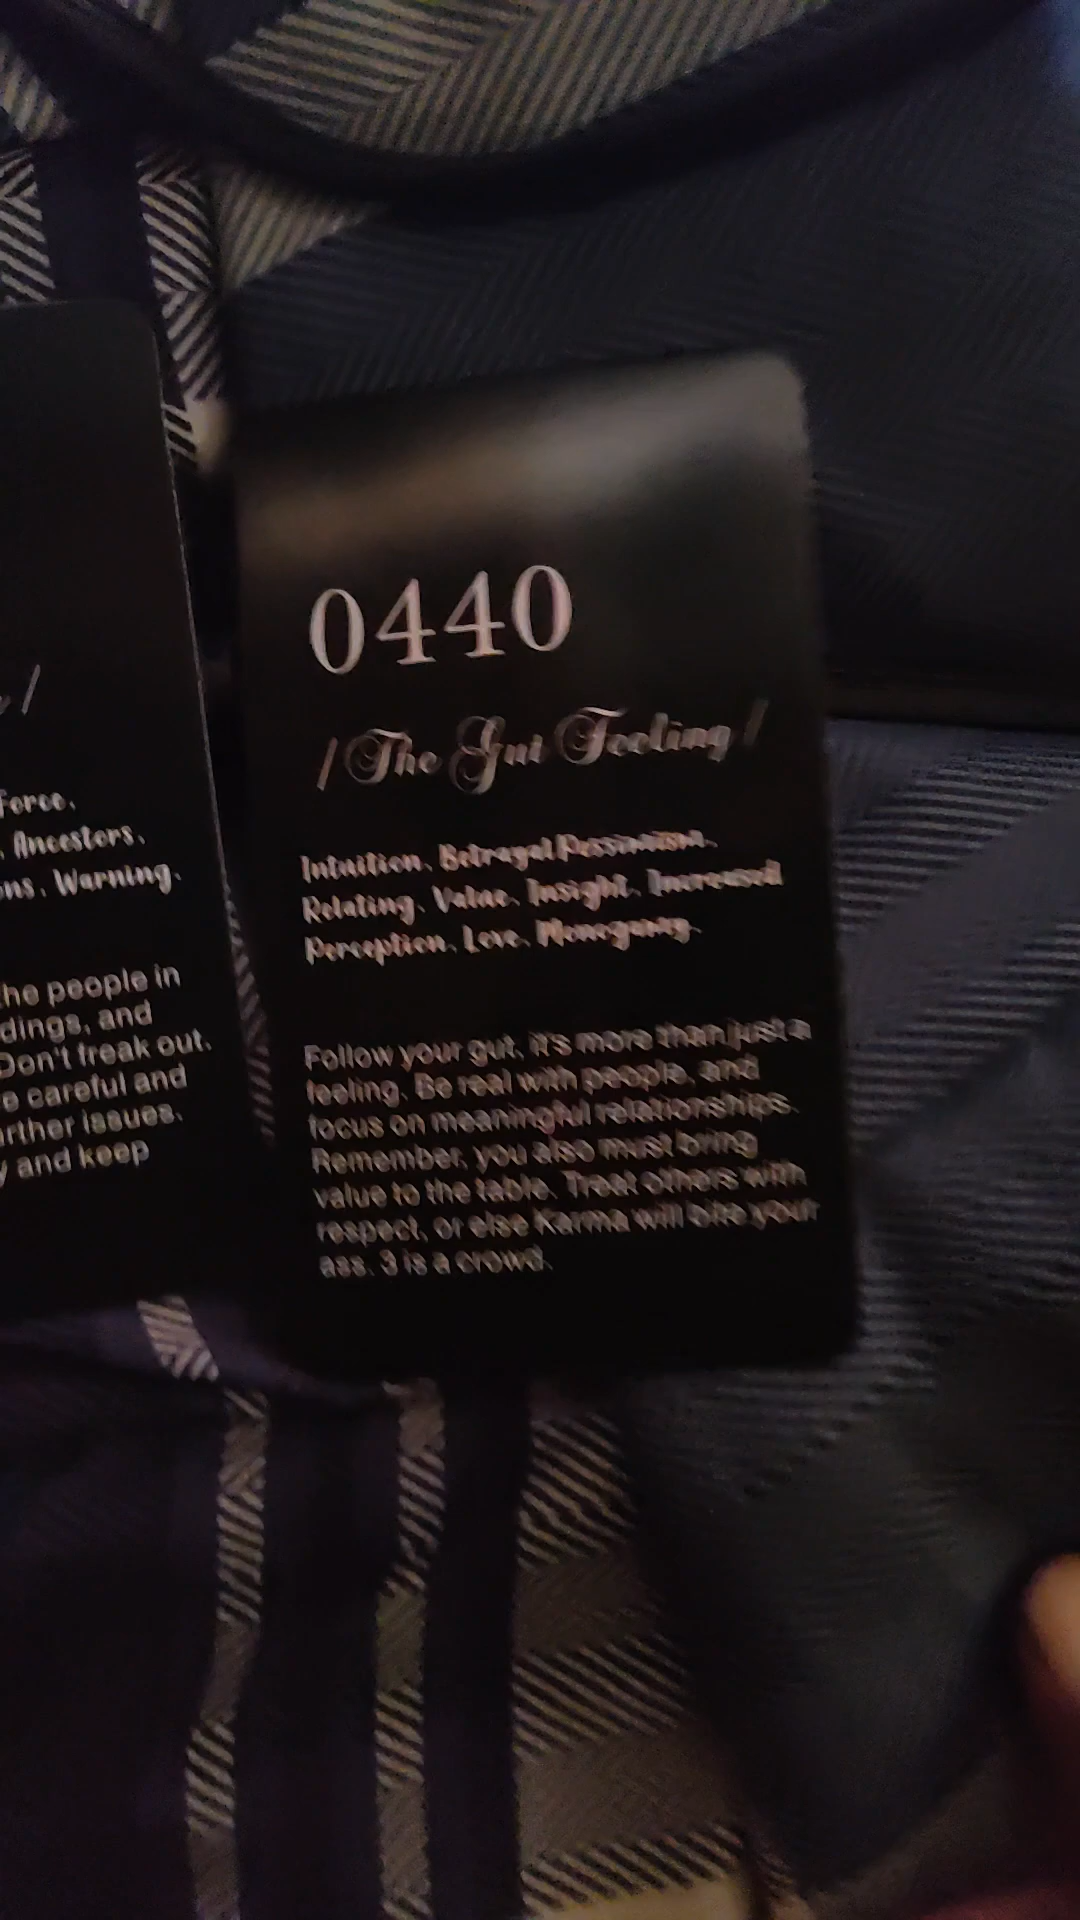 /
Force.
, Ancestors.
ons. Warning.
the people in
dings, and
Don't freak out.
e careful and
urther issues.
y and keep
0440
/The Gut Feeling/
Intuition. Betrayal. Pessimism.
Relating. Value. Insight. Increased
Perception. Love. Monogamy.
Follow your gut, it's more than just a
feeling. Be real with people, and
focus on meaningful relationships.
Remember, you also must bring
value to the table. Treat others with
respect, or else Karma will bite your
ass. 3 is a crowd.